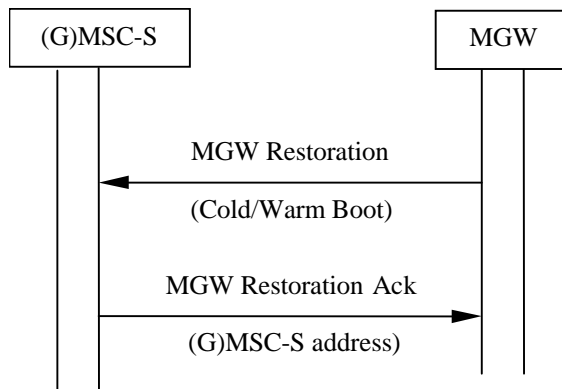 (G)MSC-S
MGW
MGW Restoration
(Cold/Warm Boot)
MGW Restoration Ack
(G)MSC-S address)